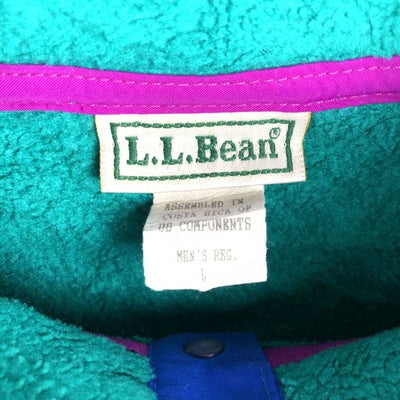 L.L.Bean®
ASSEMBLED IN
COSTA RICA OF
US COMPONENTS
MEN'S REG.
L